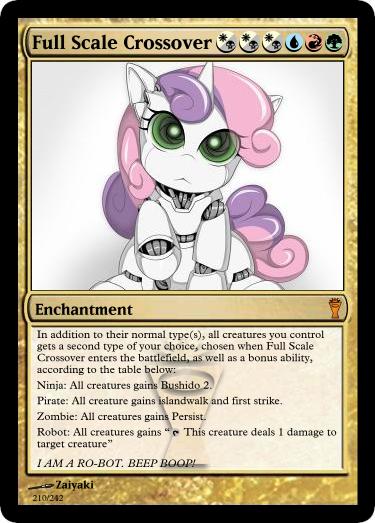 Full Scale Crossover
Enchantment
In addition to their normal type(s), all creatures you control
gets a second type of your choice, chosen when Full Scale
Crossover enters the battlefield, as well as a bonus ability,
according to the table below:
Ninja: All creatures gains Bushido 2.
Pirate: All creature gains islandwalk and first strike.
Zombie: All creatures gains Persist.
Robot: All creatures gains “ This creature deals 1 damage to
target creature”
I AM A RO-BOT. BEEP BOOP!
Zaiyaki
210/242